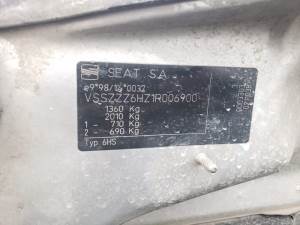 SEAT, S.A.
e9*98/14*0032
VSSZZZ6HZ1R006900
1360 Kg
2010 Kg
1 - 710 Kg
2 - 690 Kg
Typ 6HS